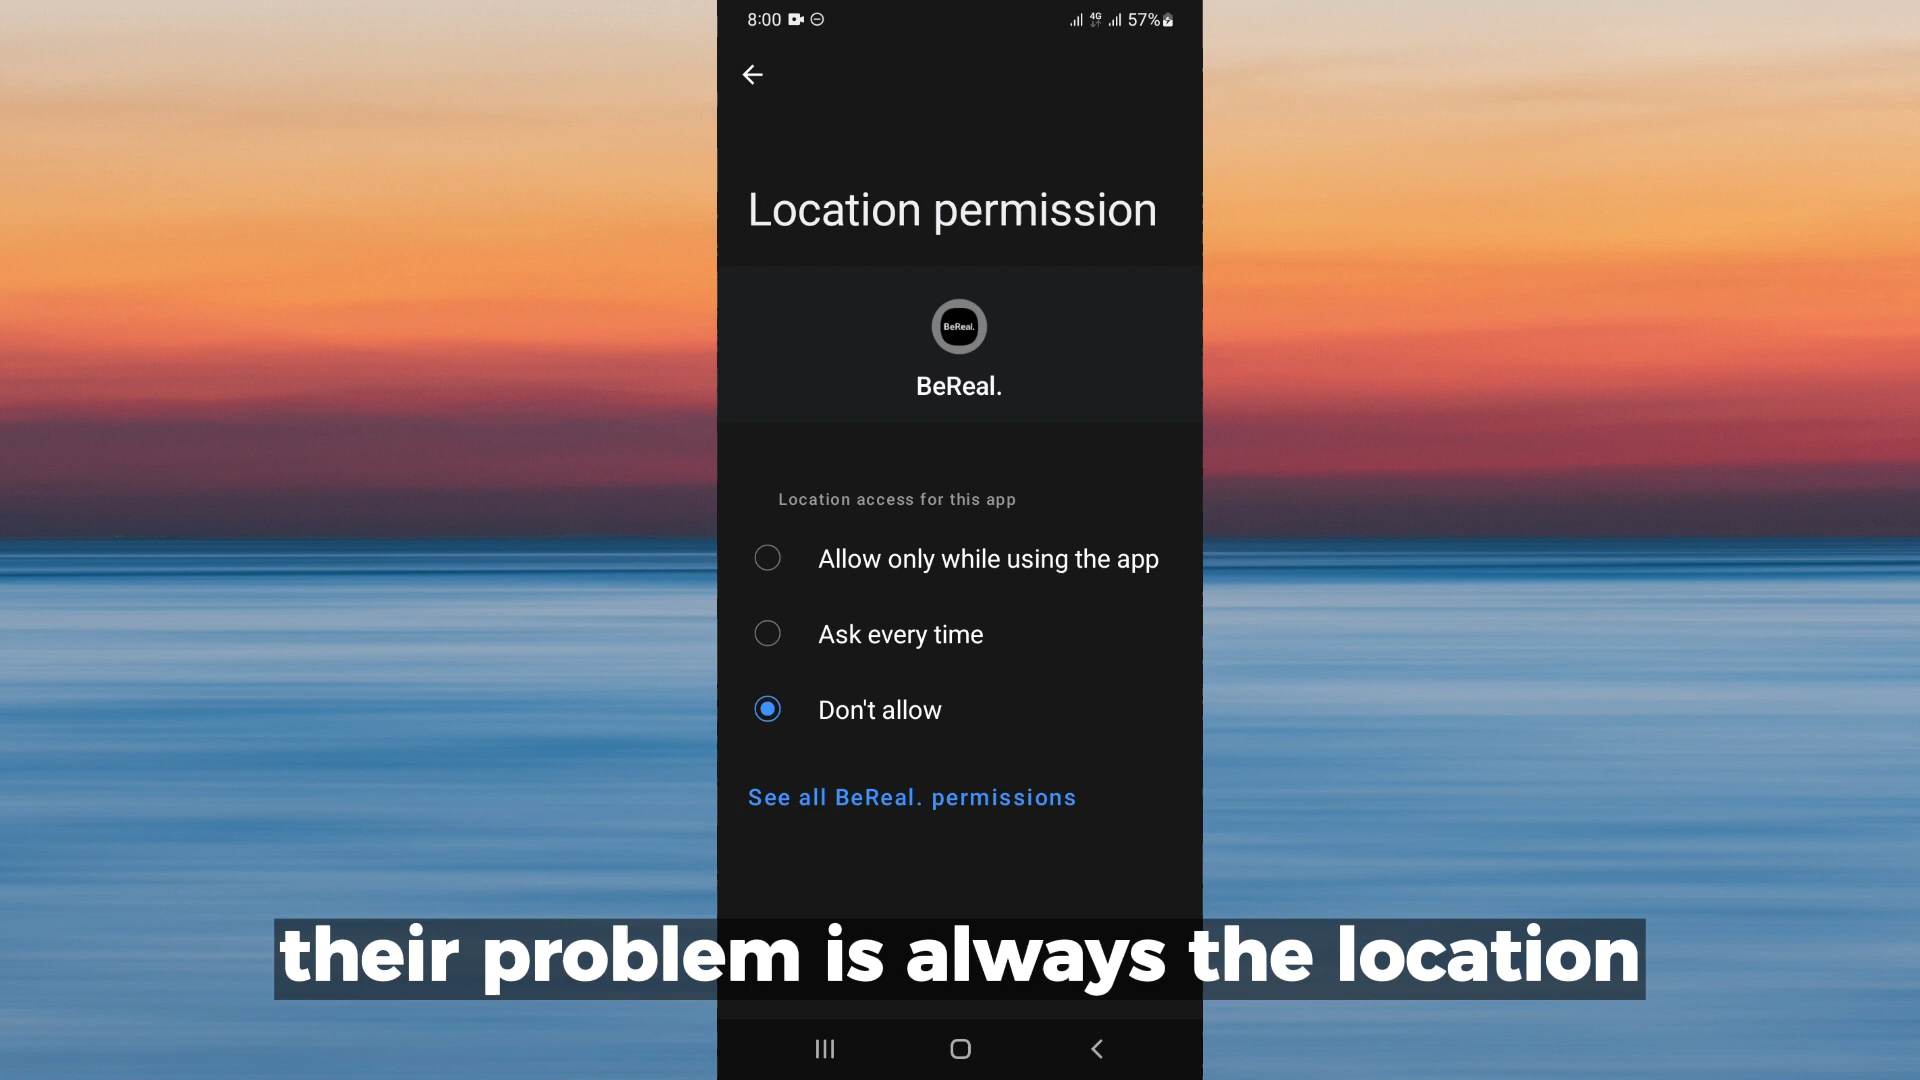 8:00 4G 57%
Location permission
BeReal.
BeReal.
Location access for this app
Allow only while using the app
Ask every time
Don't allow
See all BeReal. permissions
their problem is always the location